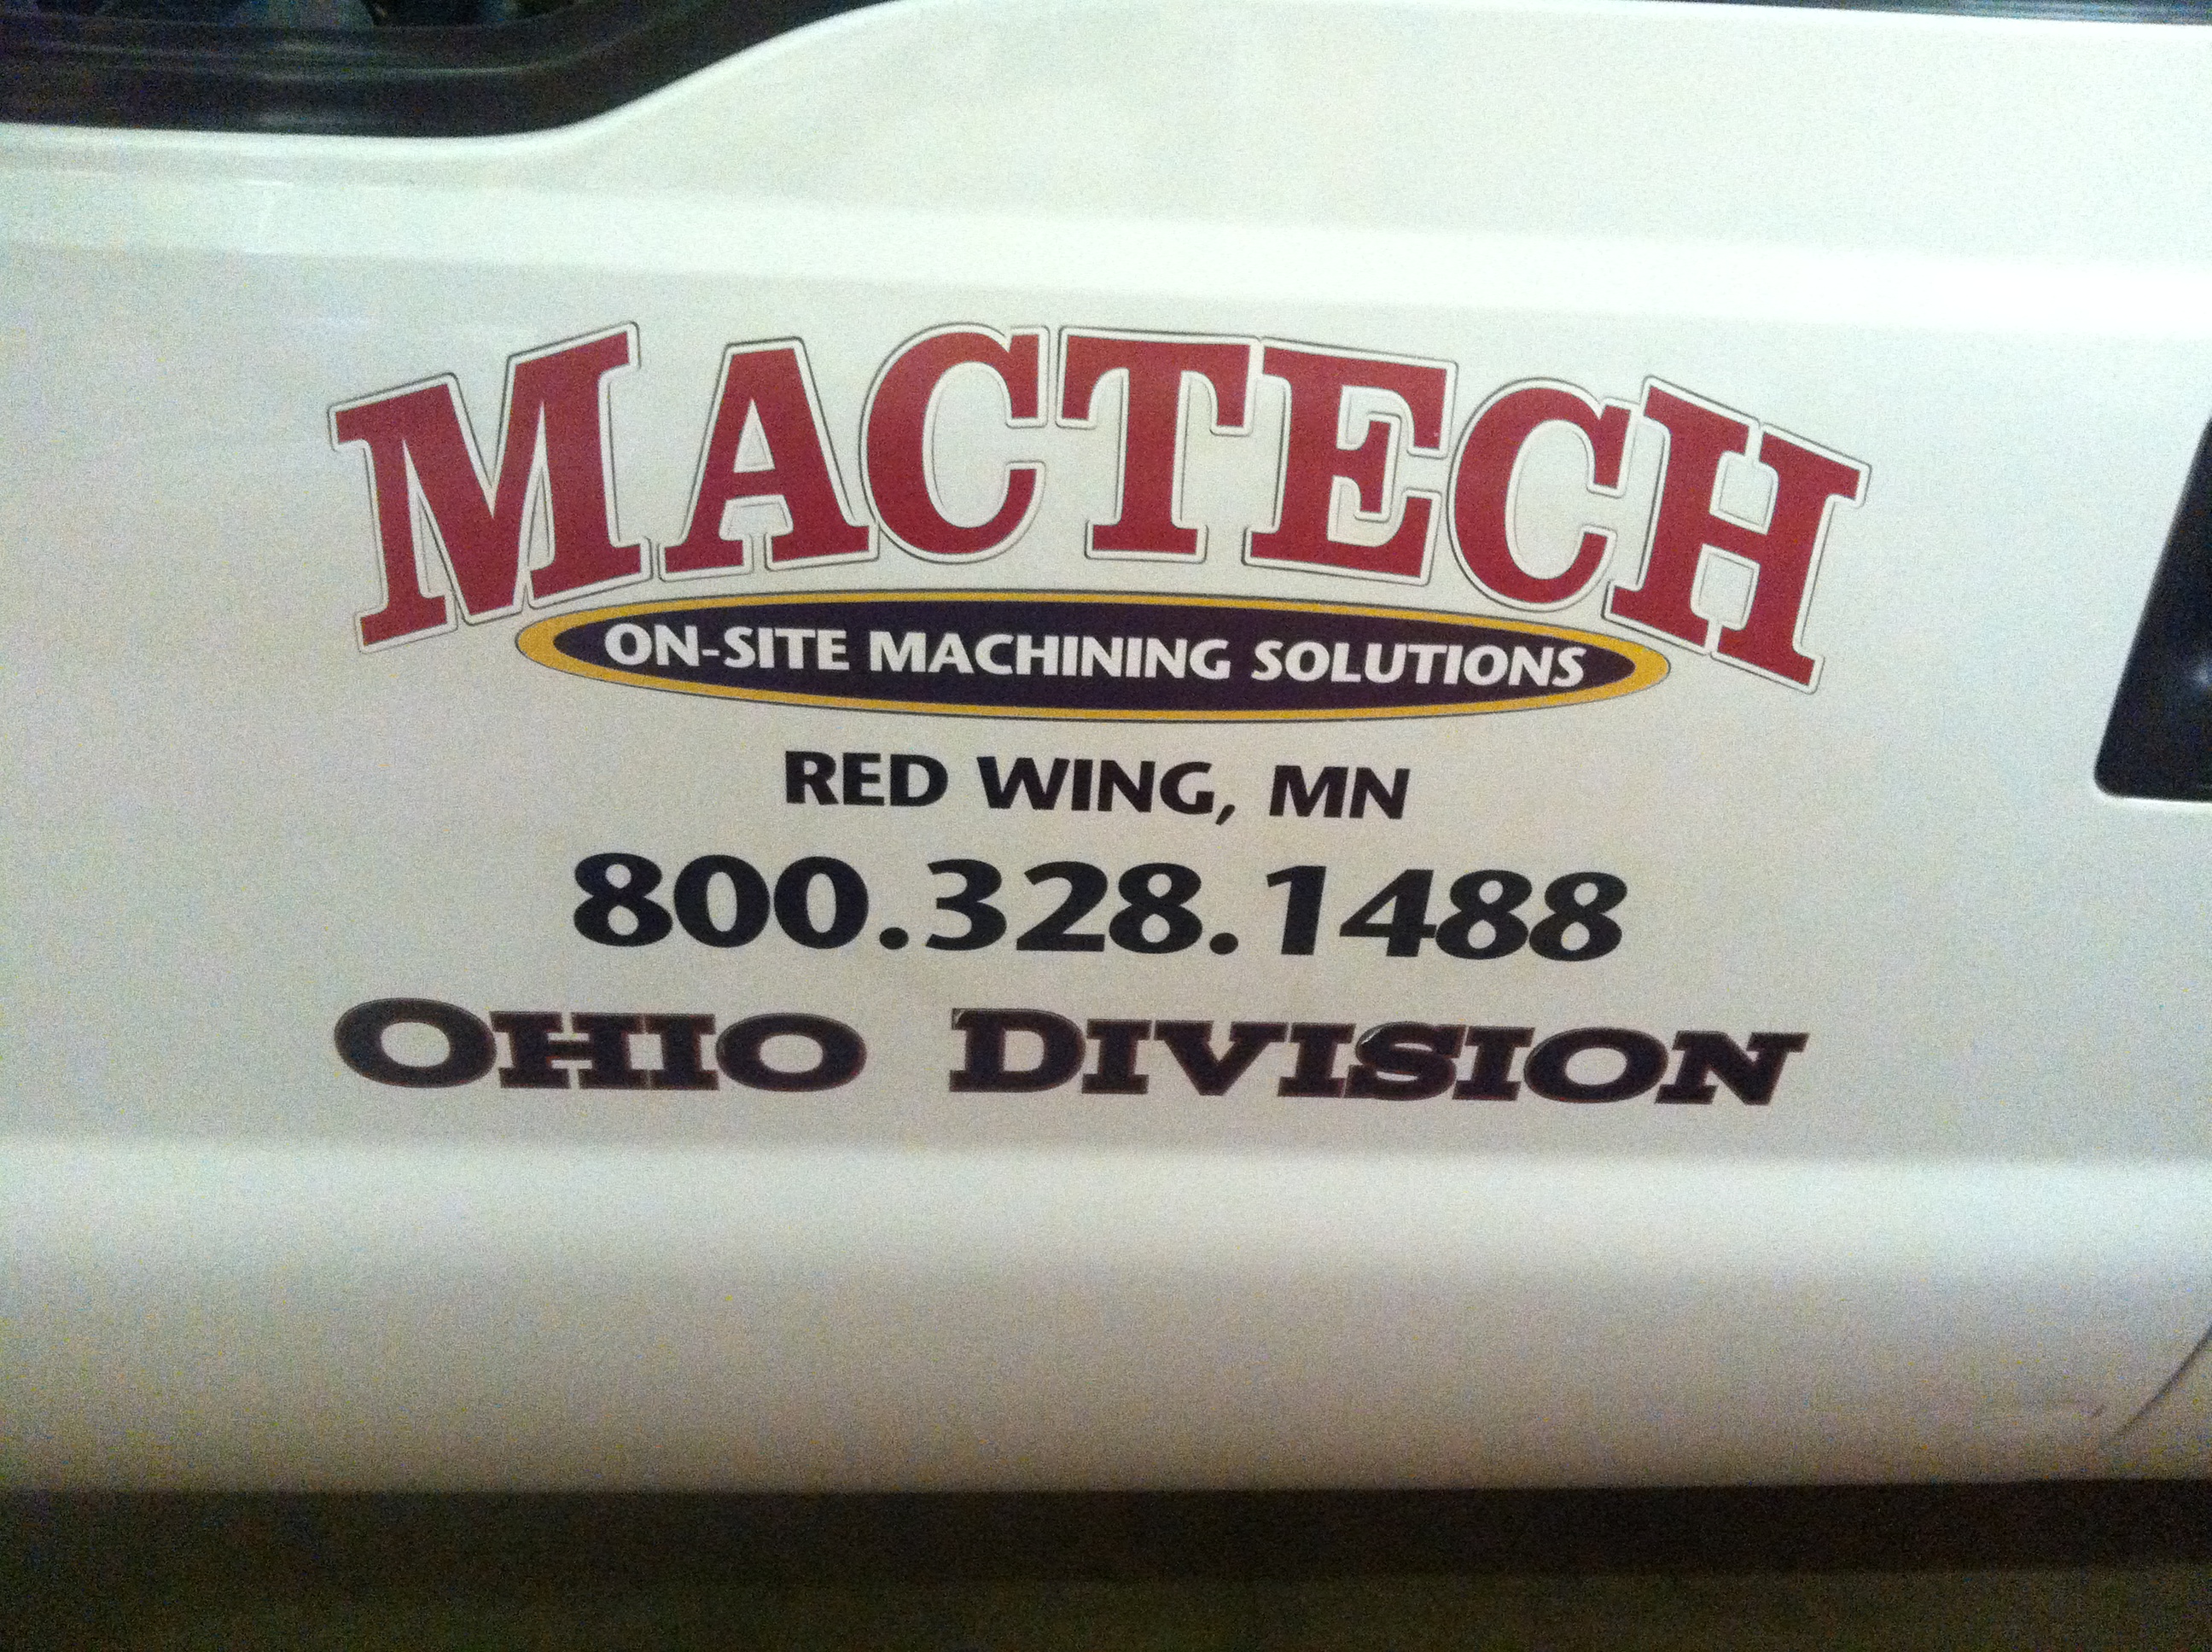 MACTECH
ON-SITE MACHINING SOLUTIONS
RED WING, MN
800.328.1488
OHIO DIVISION